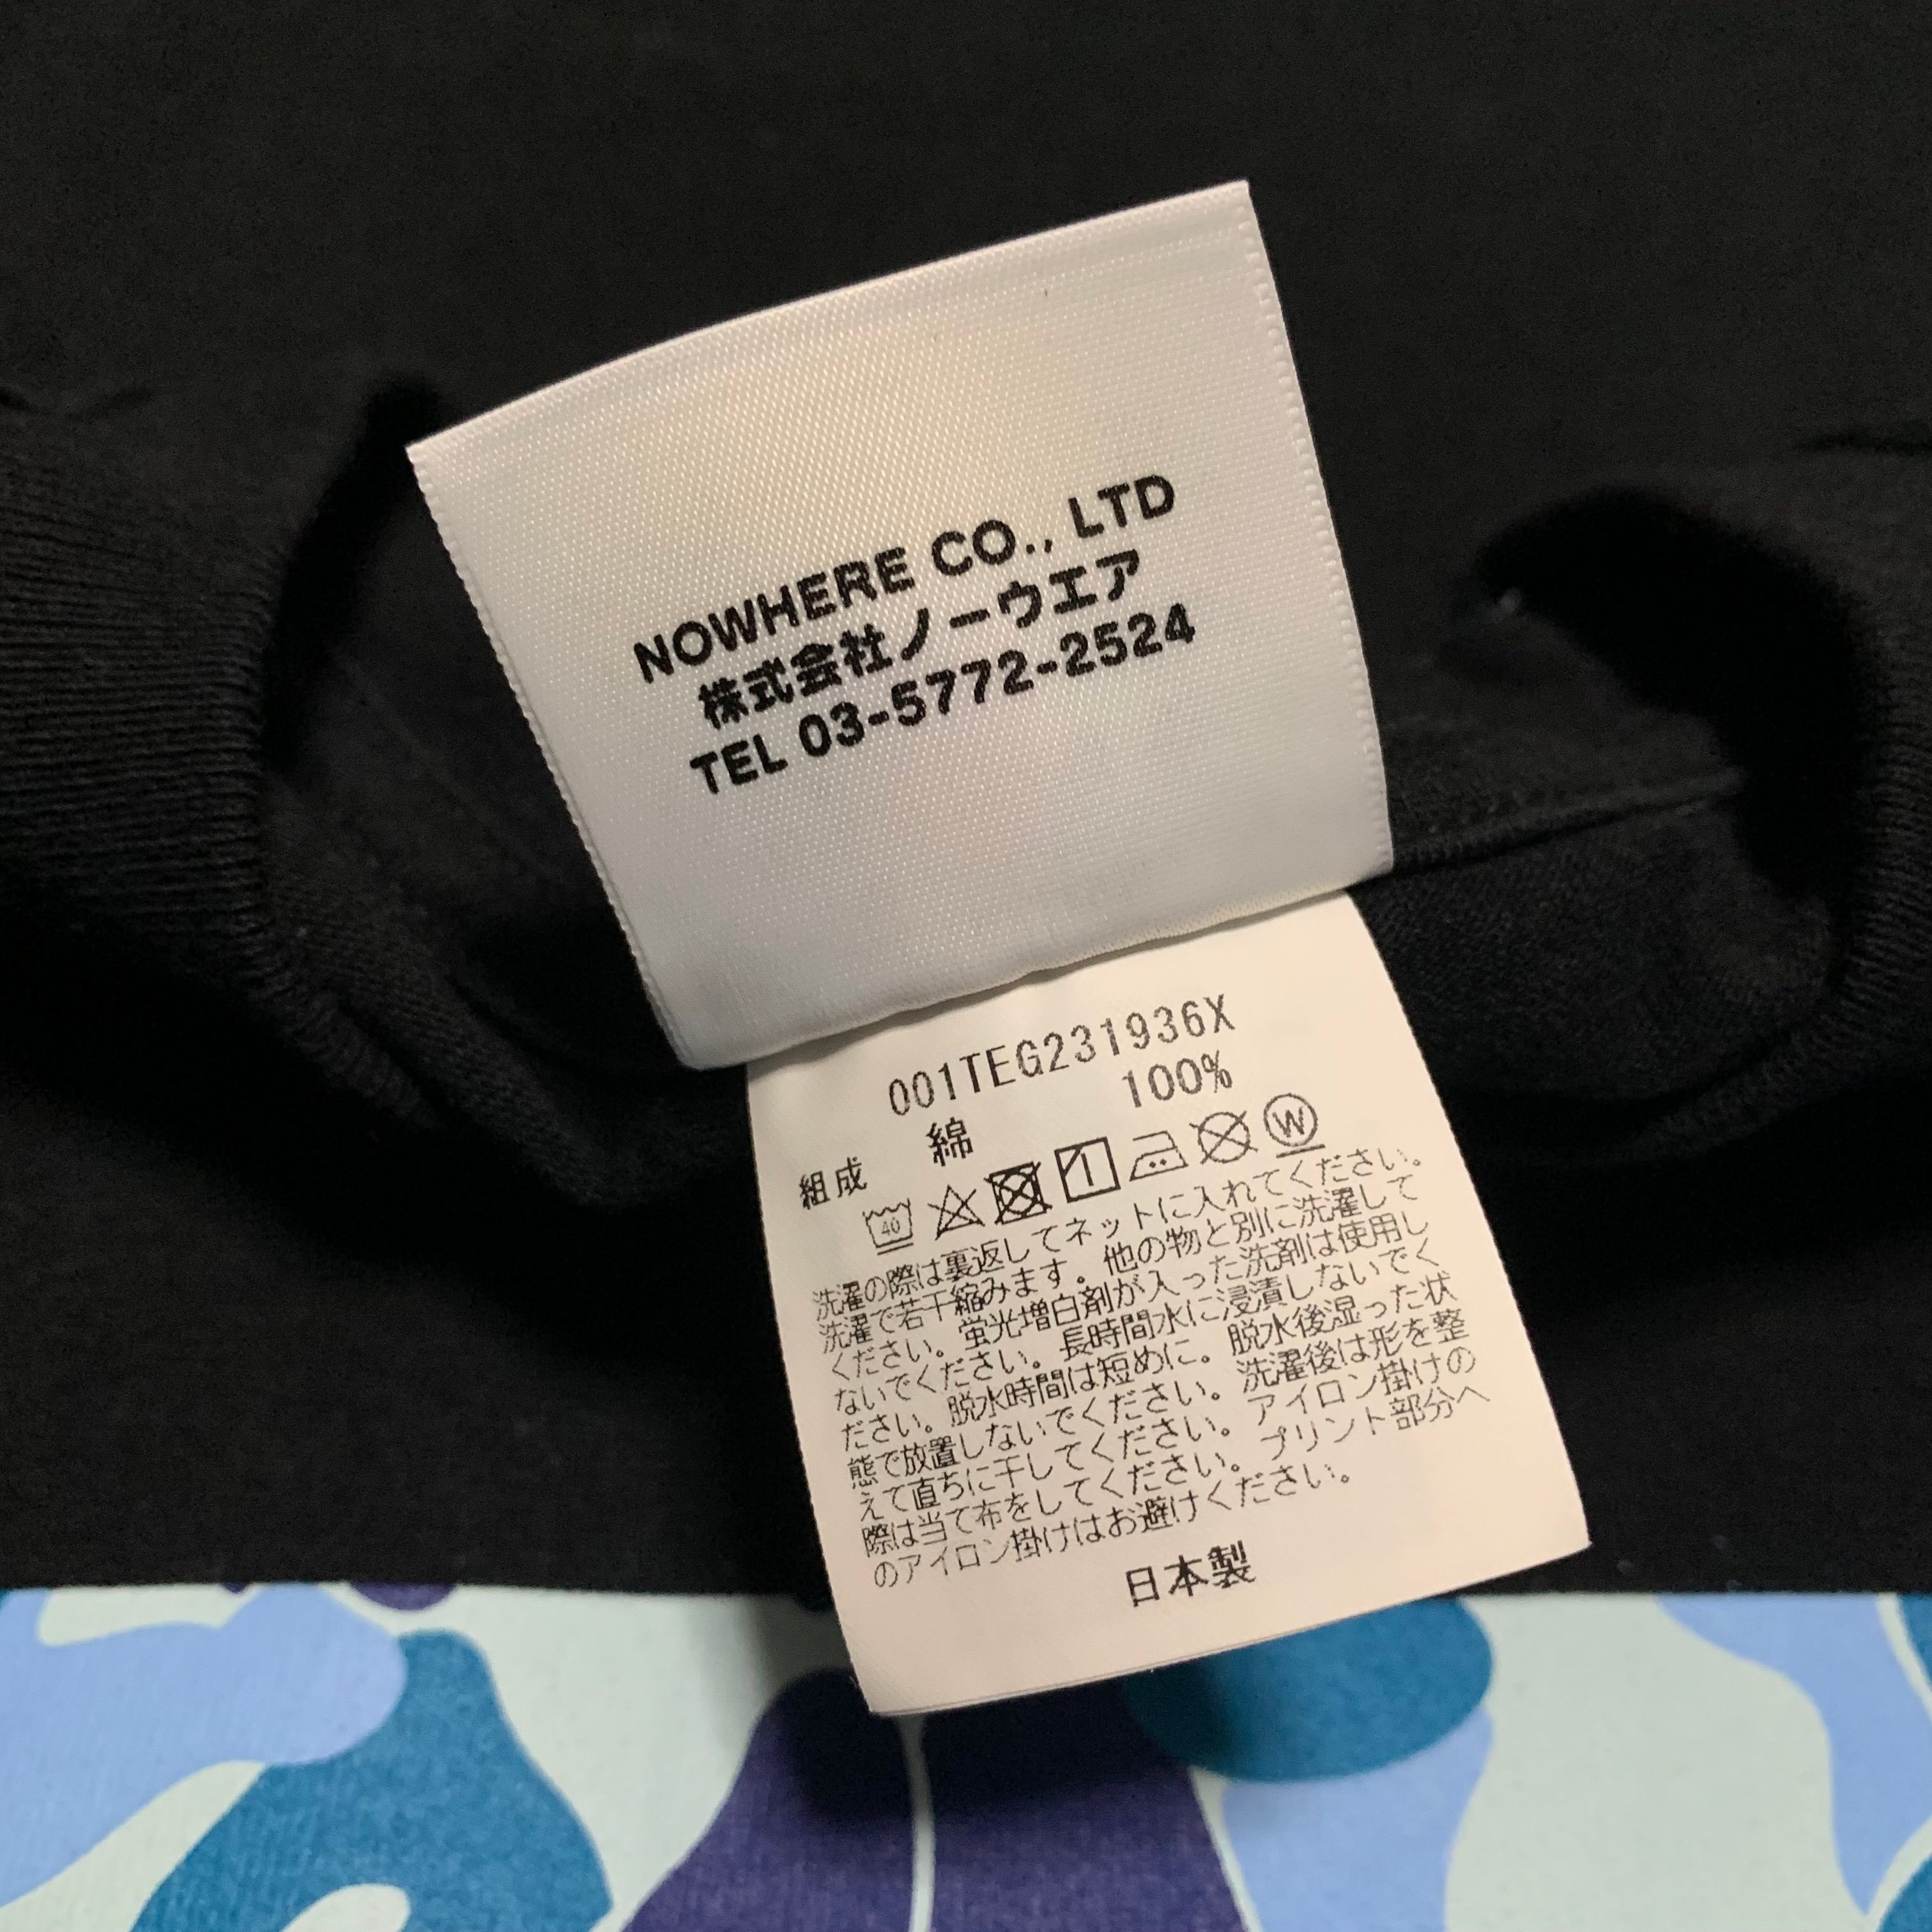 NOWHERE CO., LTD
株式会社ノーウエア
TEL 03-5772-2524
001TEG231936X
組成 綿 100%
40 W
洗濯の際は裏返してネットに入れてください。
洗濯で若干縮みます。他の物と別に洗濯して
ください。蛍光増白剤が入った洗剤は使用し
ないでください。長時間水に浸漬しないでく
ださい。脱水時間は短めに。脱水後湿った状
態で放置しないでください。洗濯後は形を整
えて直ちに干してください。アイロン掛けの
際は当て布をしてください。プリント部分へ
のアイロン掛けはお避けください。
日本製